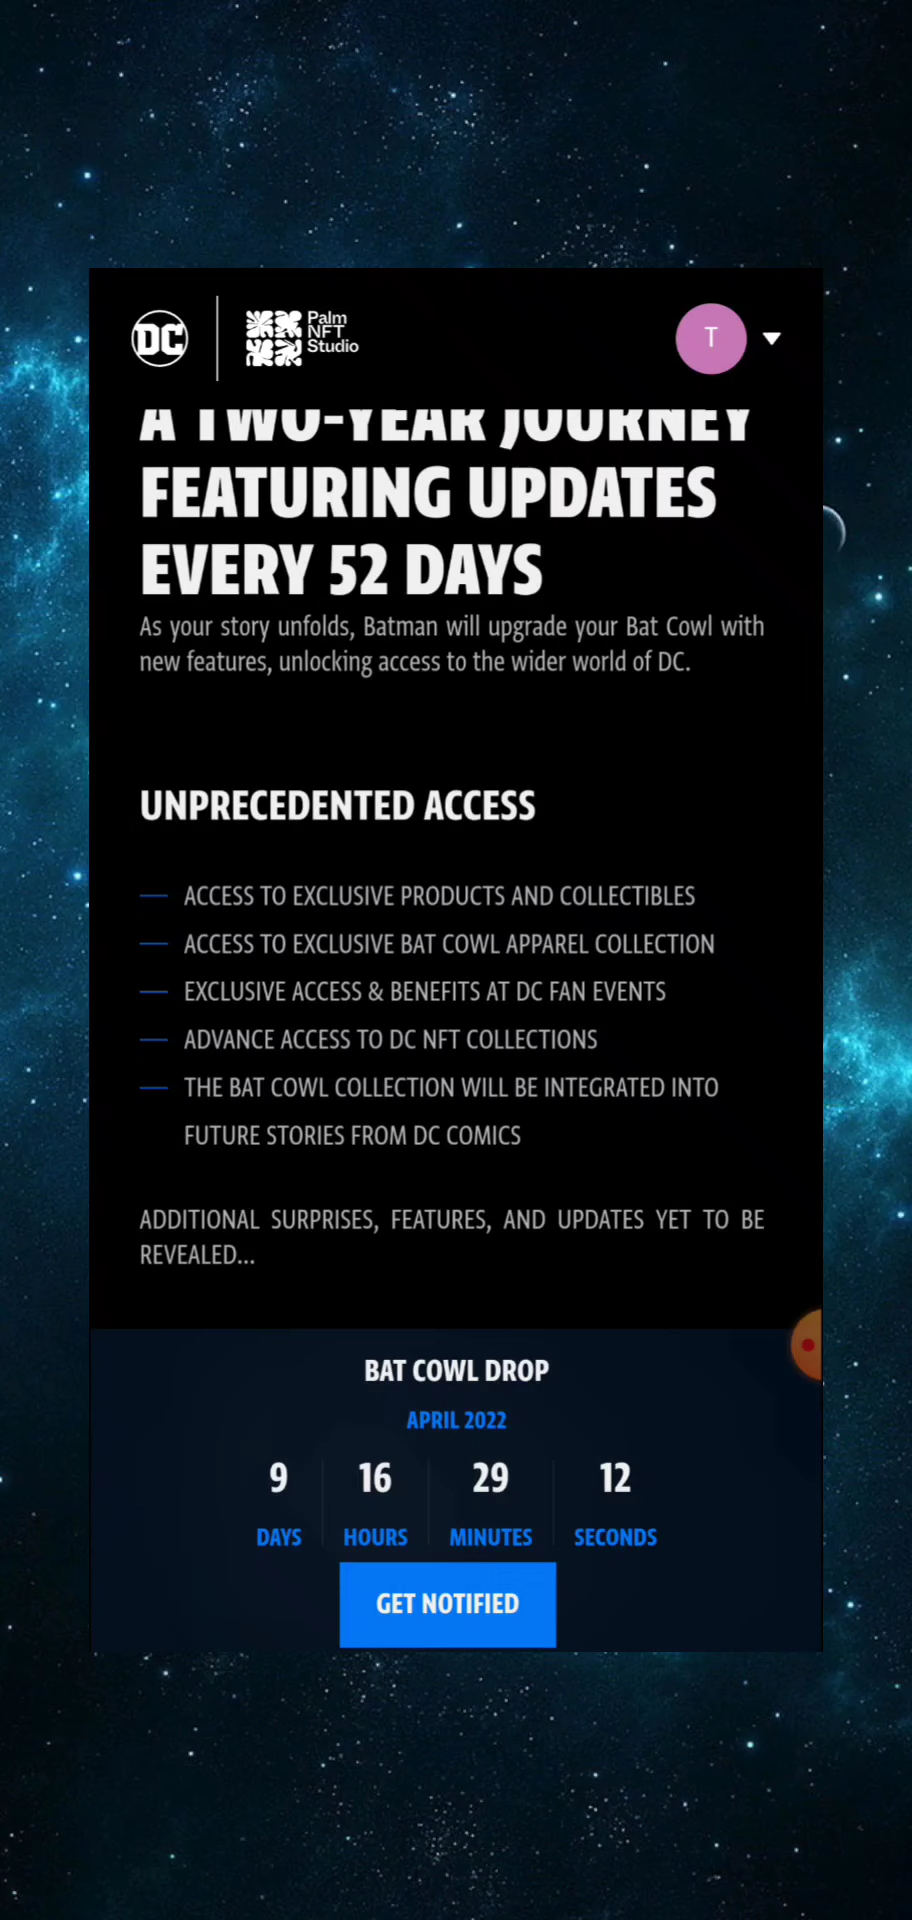 DC
Palm
NFT
Studio
T
A TWO-YEAR JOURNEY
FEATURING UPDATES
EVERY 52 DAYS
As your story unfolds, Batman will upgrade your Bat Cowl with
new features, unlocking access to the wider world of DC.
UNPRECEDENTED ACCESS
ACCESS TO EXCLUSIVE PRODUCTS AND COLLECTIBLES
ACCESS TO EXCLUSIVE BAT COWL APPAREL COLLECTION
EXCLUSIVE ACCESS & BENEFITS AT DC FAN EVENTS
ADVANCE ACCESS TO DC NFT COLLECTIONS
THE BAT COWL COLLECTION WILL BE INTEGRATED INTO
FUTURE STORIES FROM DC COMICS
ADDITIONAL SURPRISES, FEATURES, AND UPDATES YET TO BE
REVEALED...
BAT COWL DROP
APRIL 2022
9 16 29 12
DAYS HOURS MINUTES SECONDS
GET NOTIFIED